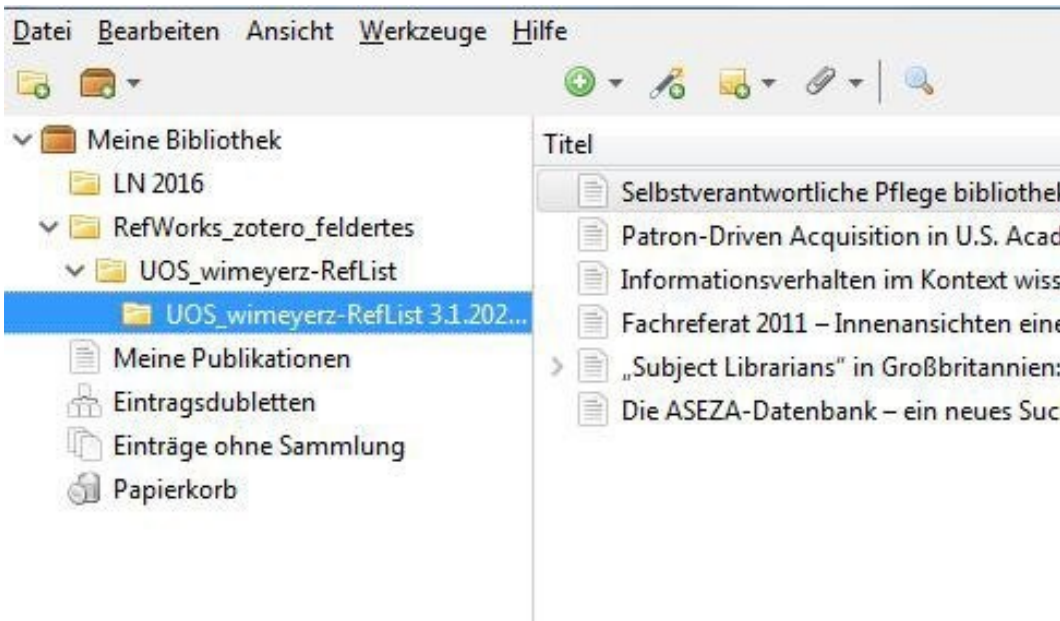 Datei Bearbeiten Ansicht Werkzeuge Hilfe
Meine Bibliothek
LN 2016
RefWorks_zotero_feldertes
UOS_wimeyerz-RefList
UOS_wimeyerz-RefList 3.1.202...
Meine Publikationen
Eintragsdubletten
Einträge ohne Sammlung
Papierkorb
Titel
Selbstverantwortliche Pflege bibliothek
Patron-Driven Acquisition in U.S. Acad
Informationsverhalten im Kontext wiss
Fachreferat 2011 – Innenansichten eine
„Subject Librarians“ in Großbritannien:
Die ASEZA-Datenbank – ein neues Suc